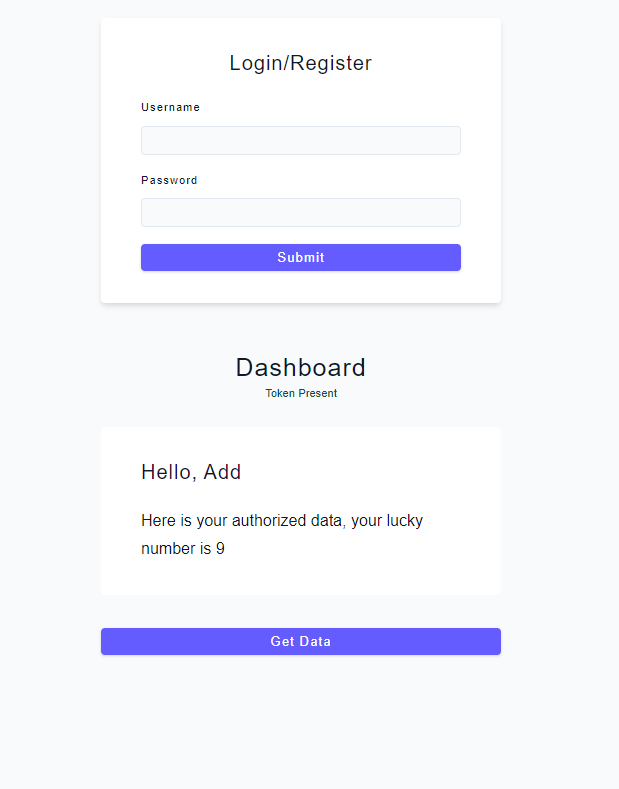 Login/Register
Username
Password
Submit
Dashboard
Token Present
Hello, Add
Here is your authorized data, your lucky
number is 9
Get Data